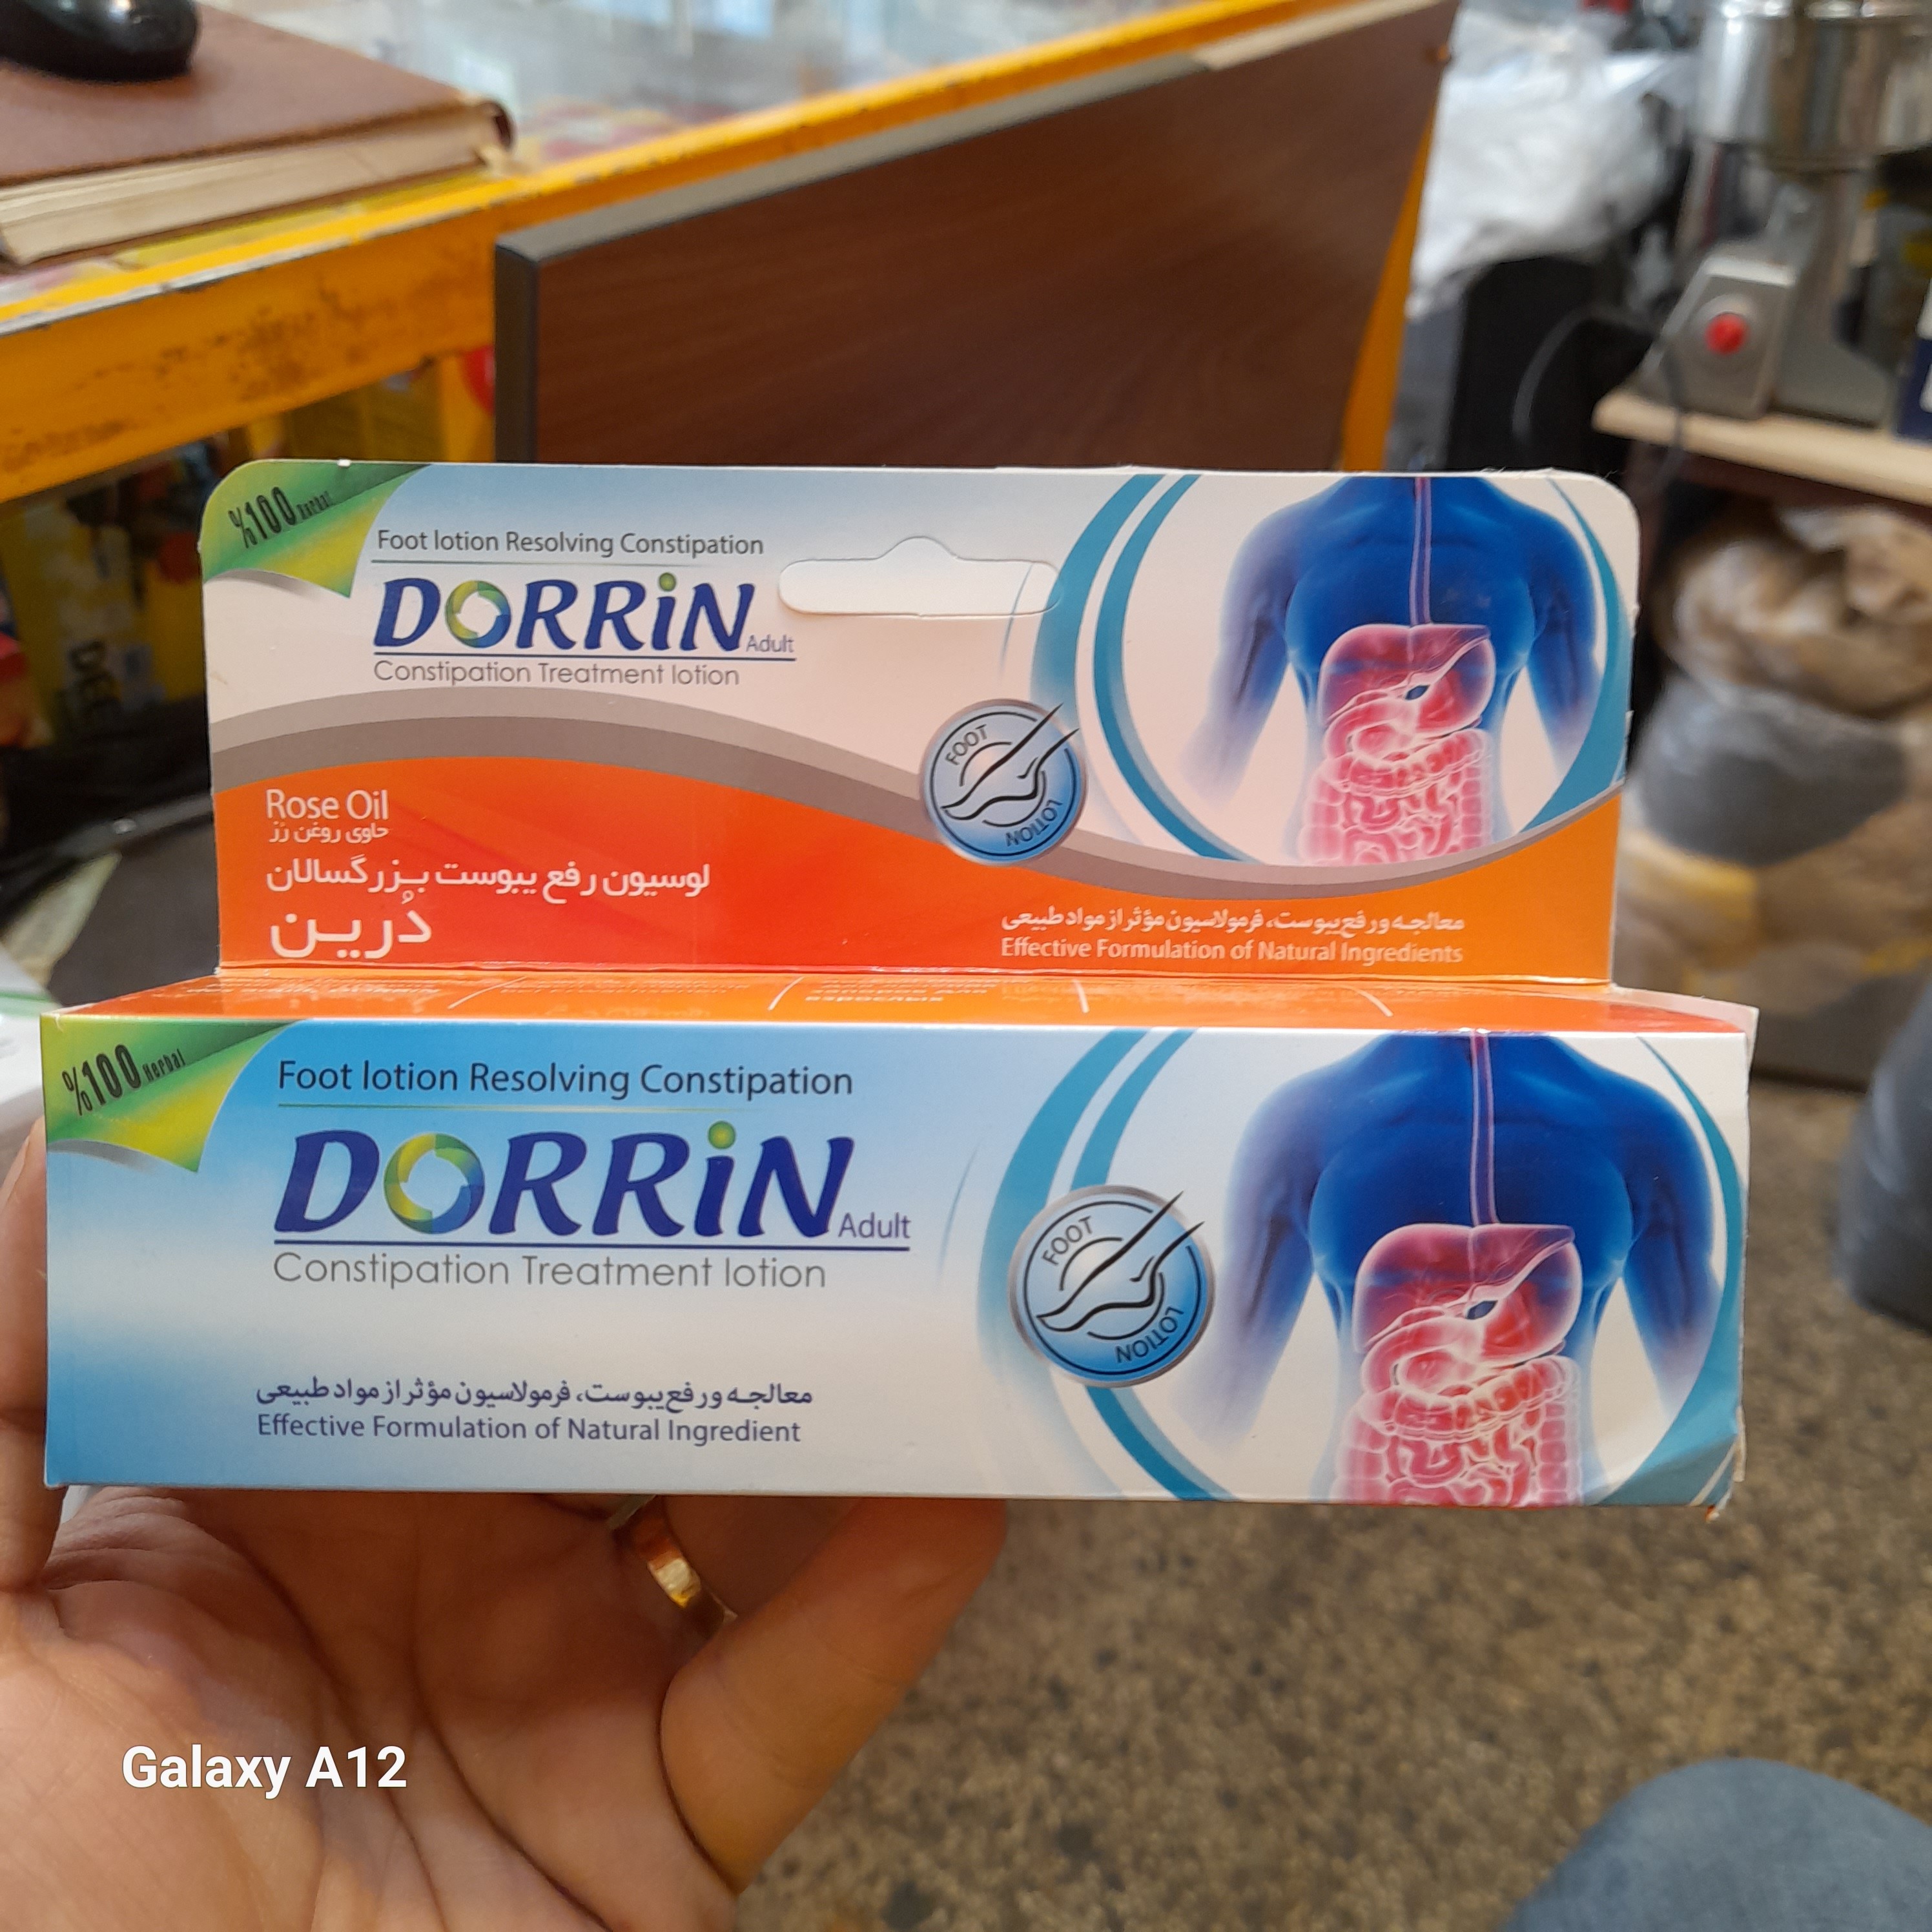 %100 Herbal
Foot lotion Resolving Constipation
DORRiN Adult
Constipation Treatment lotion
FOOT LOTION
Rose Oil
حاوی روغن رُز
لوسیون رفع یبوست بزرگسالان
دُرین
معالجه و رفع یبوست، فرمولاسیون مؤثر از مواد طبیعی
Effective Formulation of Natural Ingredients
взрослых
%100 Herbal
Foot lotion Resolving Constipation
DORRiN Adult
Constipation Treatment lotion
FOOT LOTION
معالجه و رفع یبوست، فرمولاسیون مؤثر از مواد طبیعی
Effective Formulation of Natural Ingredient
Galaxy A12